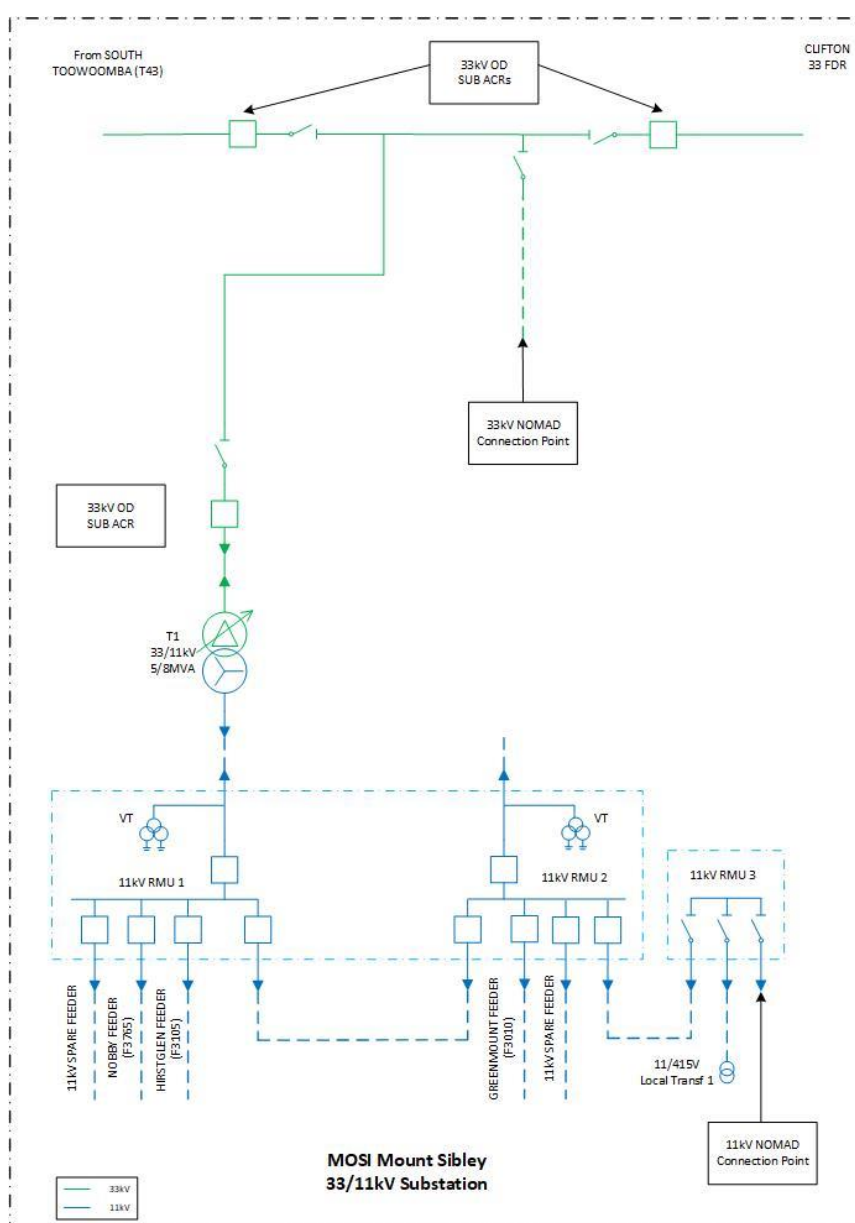 From SOUTH
TOOWOOMBA (T43)
33kV OD
SUB ACRs
CLIFTON
33 FDR
33kV NOMAD
Connection Point
33kV OD
SUB ACR
T1
33/11kV
5/8MVA
VT
VT
11kV RMU 1
11kV RMU 2
11kV RMU 3
11kV SPARE FEEDER
NOBBY FEEDER
(F3765)
HIRSTGLEN FEEDER
(F3105)
GREENMOUNT FEEDER
(F3010)
11kV SPARE FEEDER
11/415V
Local Transf 1
11kV NOMAD
Connection Point
MOSI Mount Sibley
33/11kV Substation
33kV
11kV